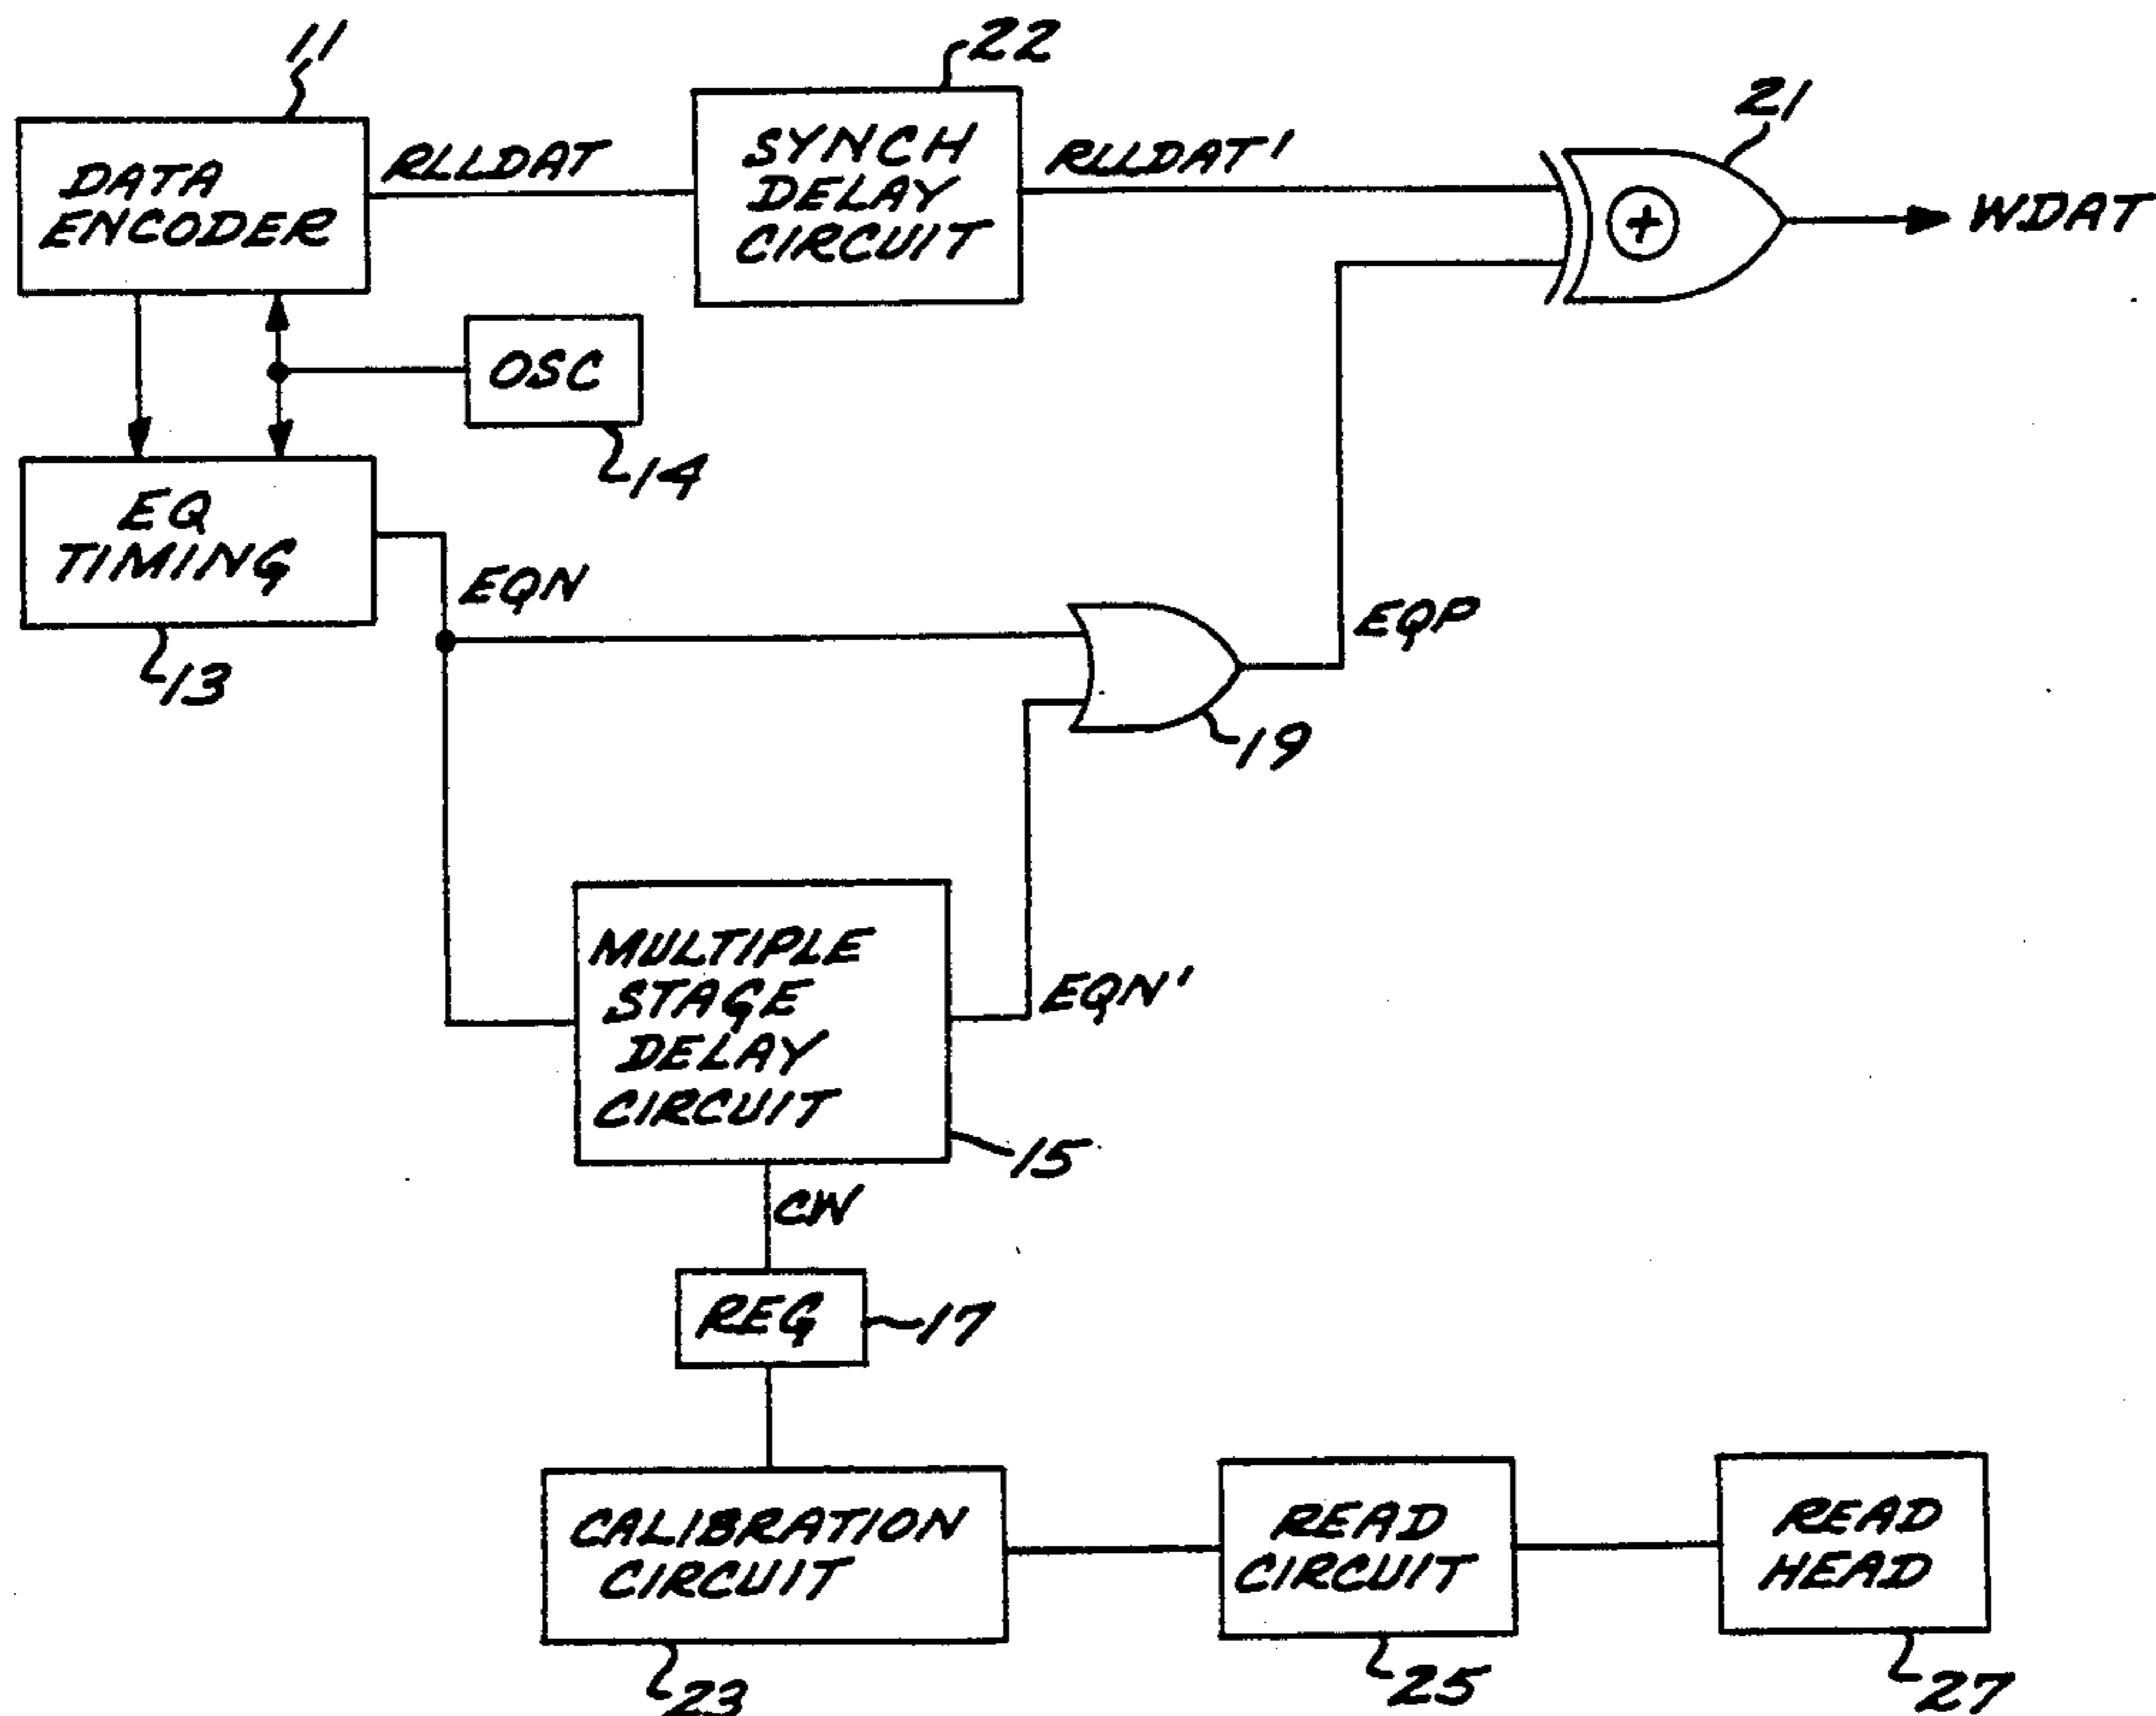 11
22
21
DATA
ENCODER
RLLDAT
SYNCH
DELAY
CIRCUIT
RLLDAT'
+
WDAT
OSC
14
EQ
TIMING
13
EQN
EQP
19
MULTIPLE
STAGE
DELAY
CIRCUIT
EQN'
15
CW
REG
17
CALIBRATION
CIRCUIT
23
READ
CIRCUIT
25
READ
HEAD
27